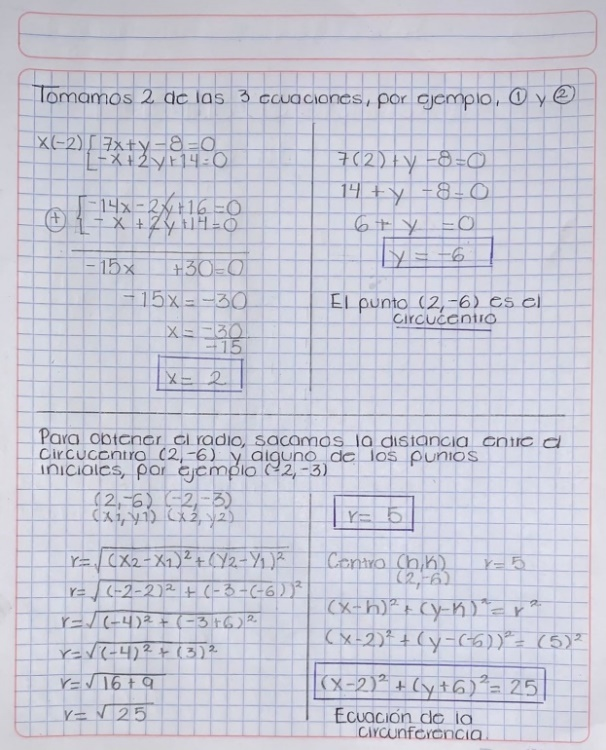 Tomamos 2 de las 3 ecuaciones, por ejemplo, ① y ②
x(-2) [ 7x+y-8=0
[ -x+2y+14=0
⊕ { -14x-2y+16=0
-x+2y+14=0
-15x +30=0
-15x=-30
x= -30
-15
x= 2
7(2)+y-8=0
14+y-8=0
6+y =0
y=-6
El punto (2,-6) es el
circucentro
Para obtener el radio, sacamos la distancia entre el
circucentro (2,-6) y alguno de los puntos
iniciales, por ejemplo (-2,-3)
(2,-6) (-2,-3)
(x1,y1) (x2,y2)
r=√(x2-x1)²+(y2-y1)²
r=√(-2-2)²+(-3-(-6))²
r=√(-4)²+(-3+6)²
r=√(-4)²+(3)²
r=√16+9
r=√25
r= 5
Centro (h,k) r=5
(2,-6)
(x-h)²+(y-k)²=r²
(x-2)²+(y-(-6))²=(5)²
(x-2)²+(y+6)²=25
Ecuación de la
circunferencia.